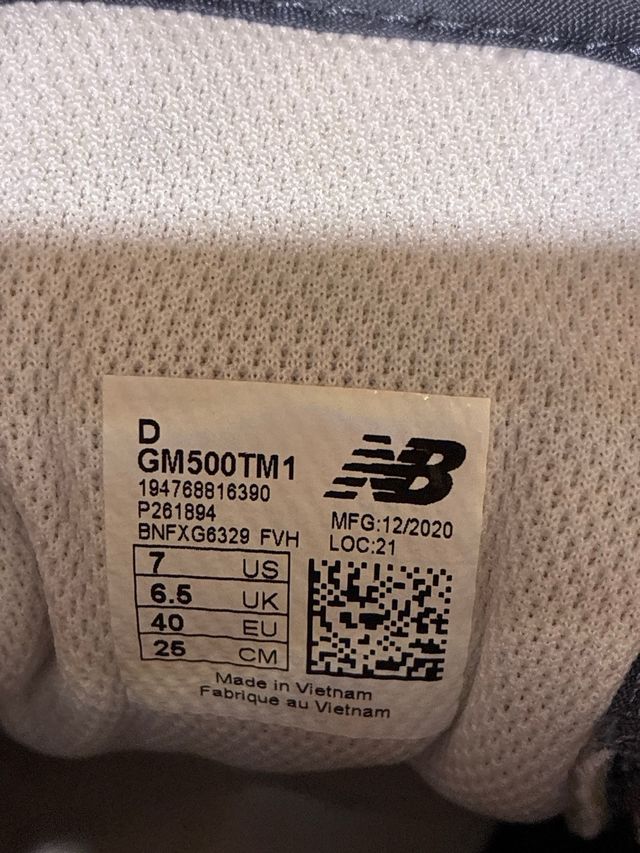 D
GM500TM1
194768816390
P261894
BNFXG6329 FVH
NB
MFG:12/2020
LOC:21
7 US
6.5 UK
40 EU
25 CM
Made in Vietnam
Fabrique au Vietnam